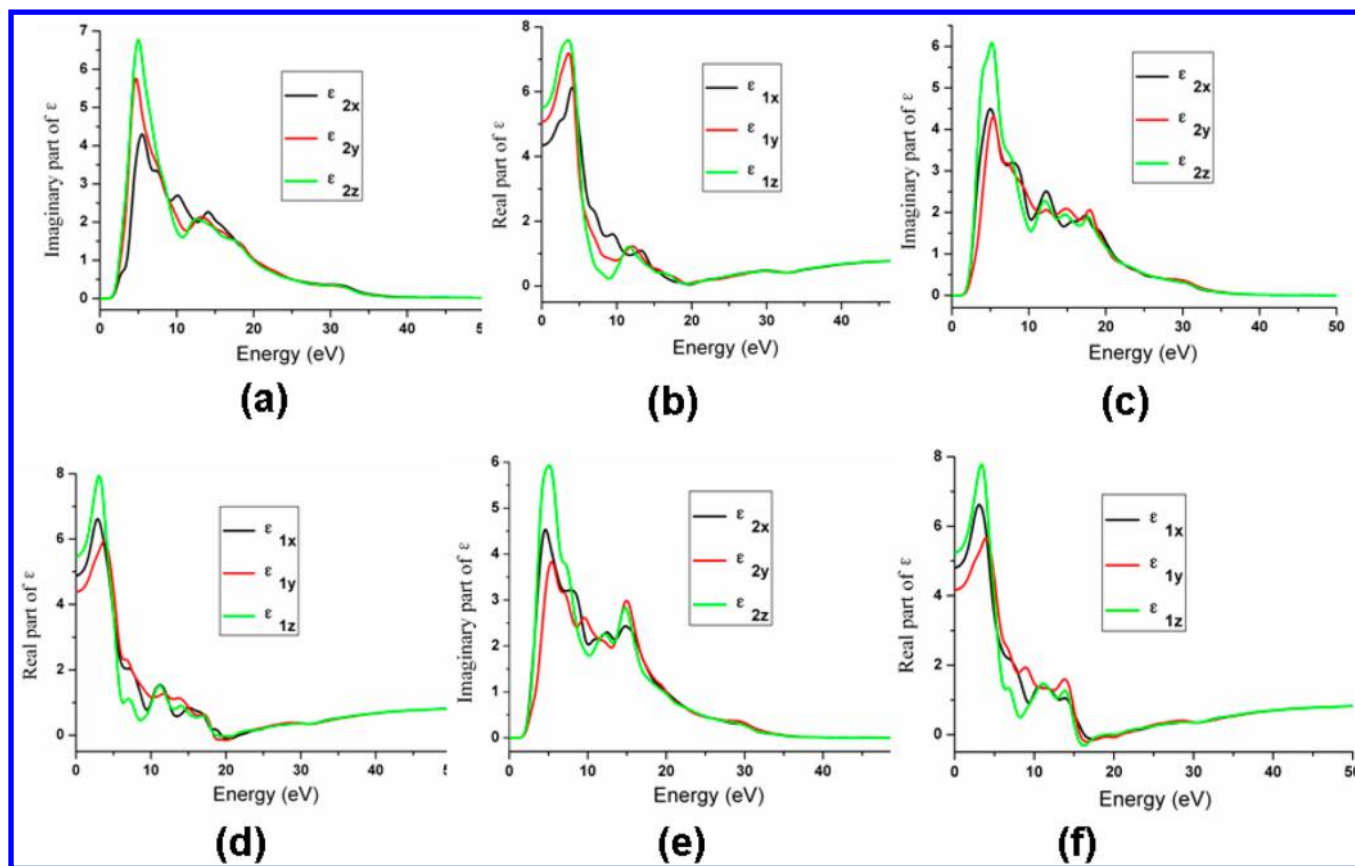 7
6
5
4
3
2
1
0
Imaginary part of ε
ε 2x
ε 2y
ε 2z
0 10 20 30 40 50
Energy (eV)
(a)
8
6
4
2
0
Real part of ε
ε 1x
ε 1y
ε 1z
0 10 20 30 40
Energy (eV)
(b)
6
5
4
3
2
1
0
Imaginary part of ε
ε 2x
ε 2y
ε 2z
0 10 20 30 40 50
Energy (eV)
(c)
8
6
4
2
0
Real part of ε
ε 1x
ε 1y
ε 1z
0 10 20 30 40 50
Energy (eV)
(d)
6
5
4
3
2
1
0
Imaginary part of ε
ε 2x
ε 2y
ε 2z
0 10 20 30 40
Energy (eV)
(e)
8
6
4
2
0
Real part of ε
ε 1x
ε 1y
ε 1z
0 10 20 30 40 50
Energy (eV)
(f)